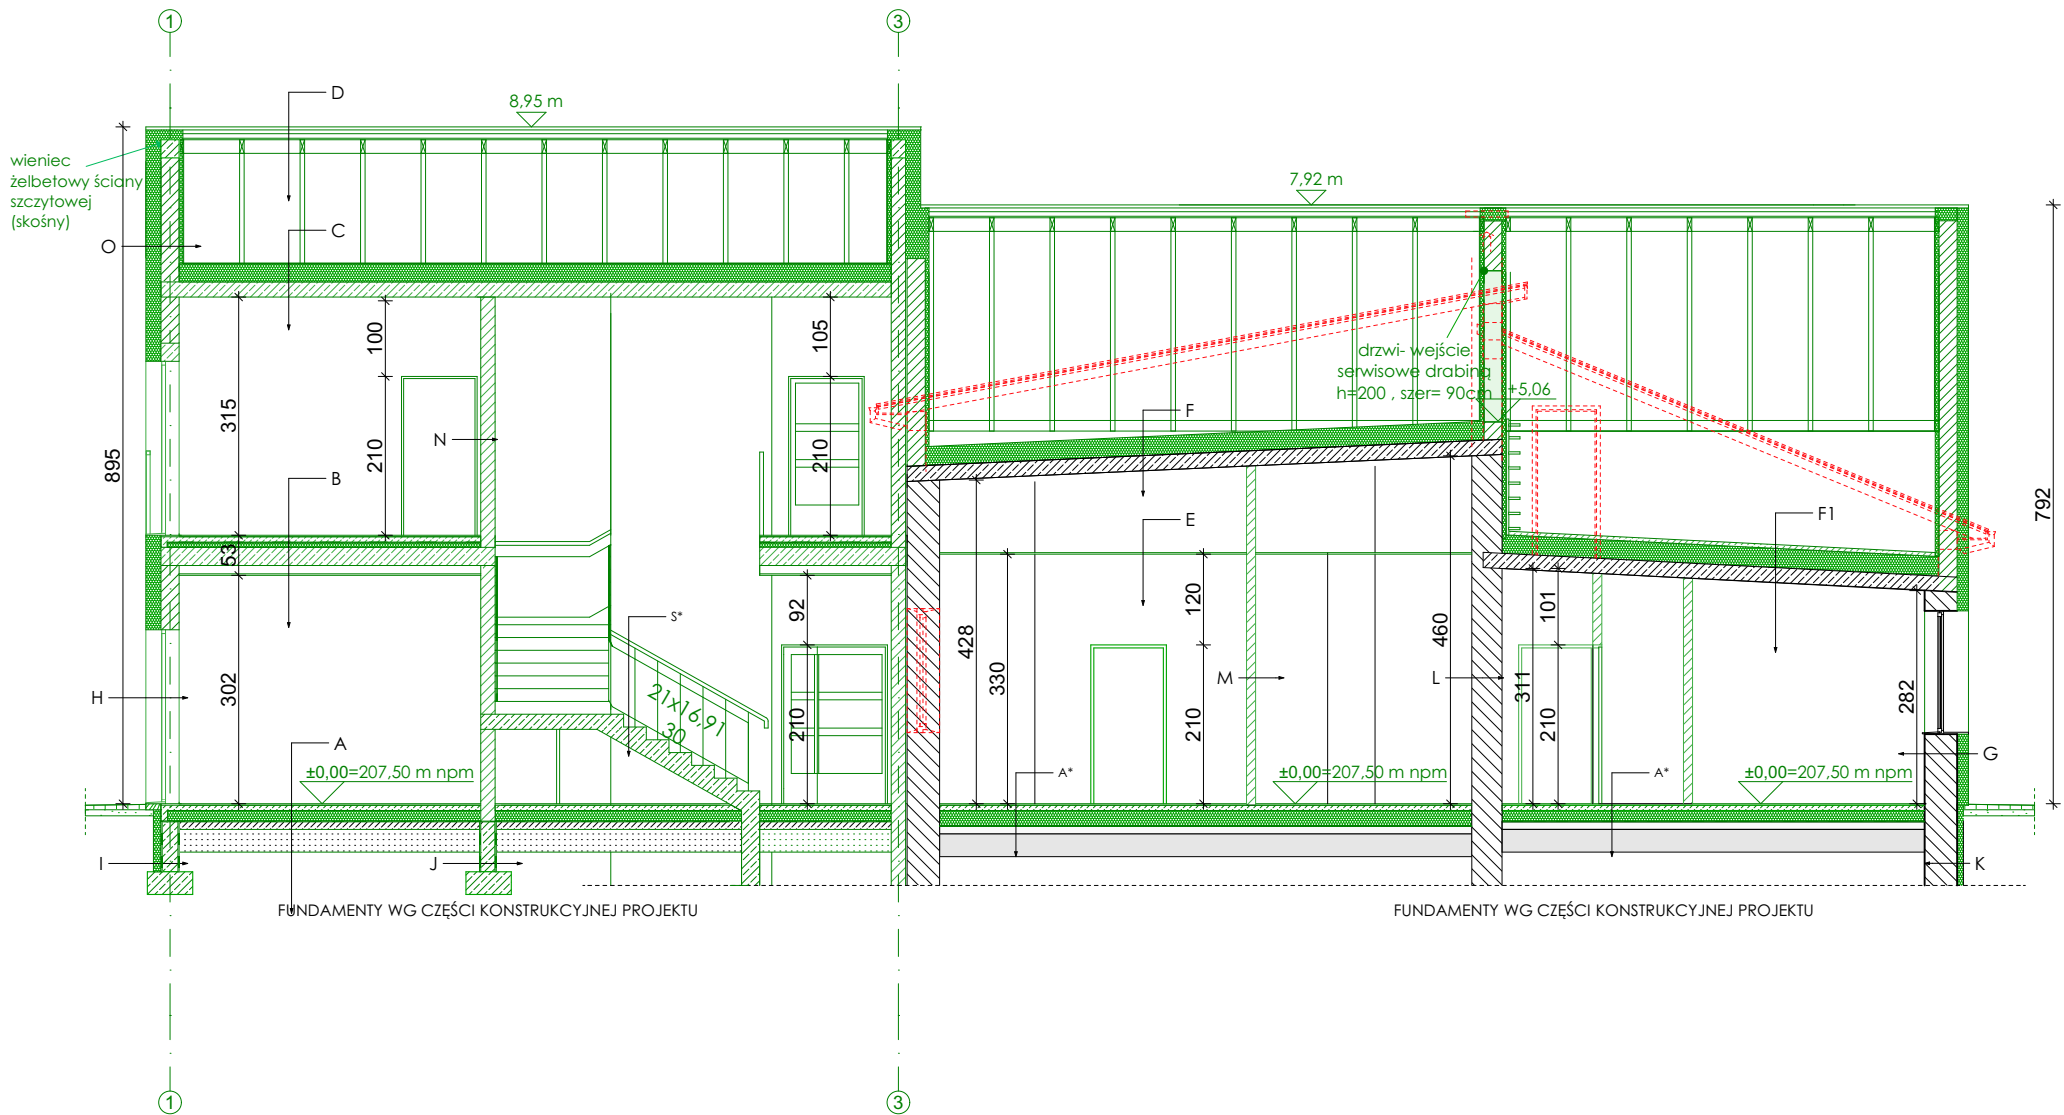 1
3
D
8,95 m
wieniec
żelbetowy ściany
szczytowej
(skośny)
7,92 m
C
O
100
105
315
210
210
N
895
B
53
drzwi- wejście
serwisowe drabiną
h=200 , szer= 90cm
+5,06
F
E
F1
792
92
S*
120
101
428
330
460
311
282
302
H
21x16,91
30
210
M
L
210
210
A
±0,00=207,50 m npm
A*
±0,00=207,50 m npm
A*
±0,00=207,50 m npm
G
I
J
K
FUNDAMENTY WG CZĘŚCI KONSTRUKCYJNEJ PROJEKTU
FUNDAMENTY WG CZĘŚCI KONSTRUKCYJNEJ PROJEKTU
1
3